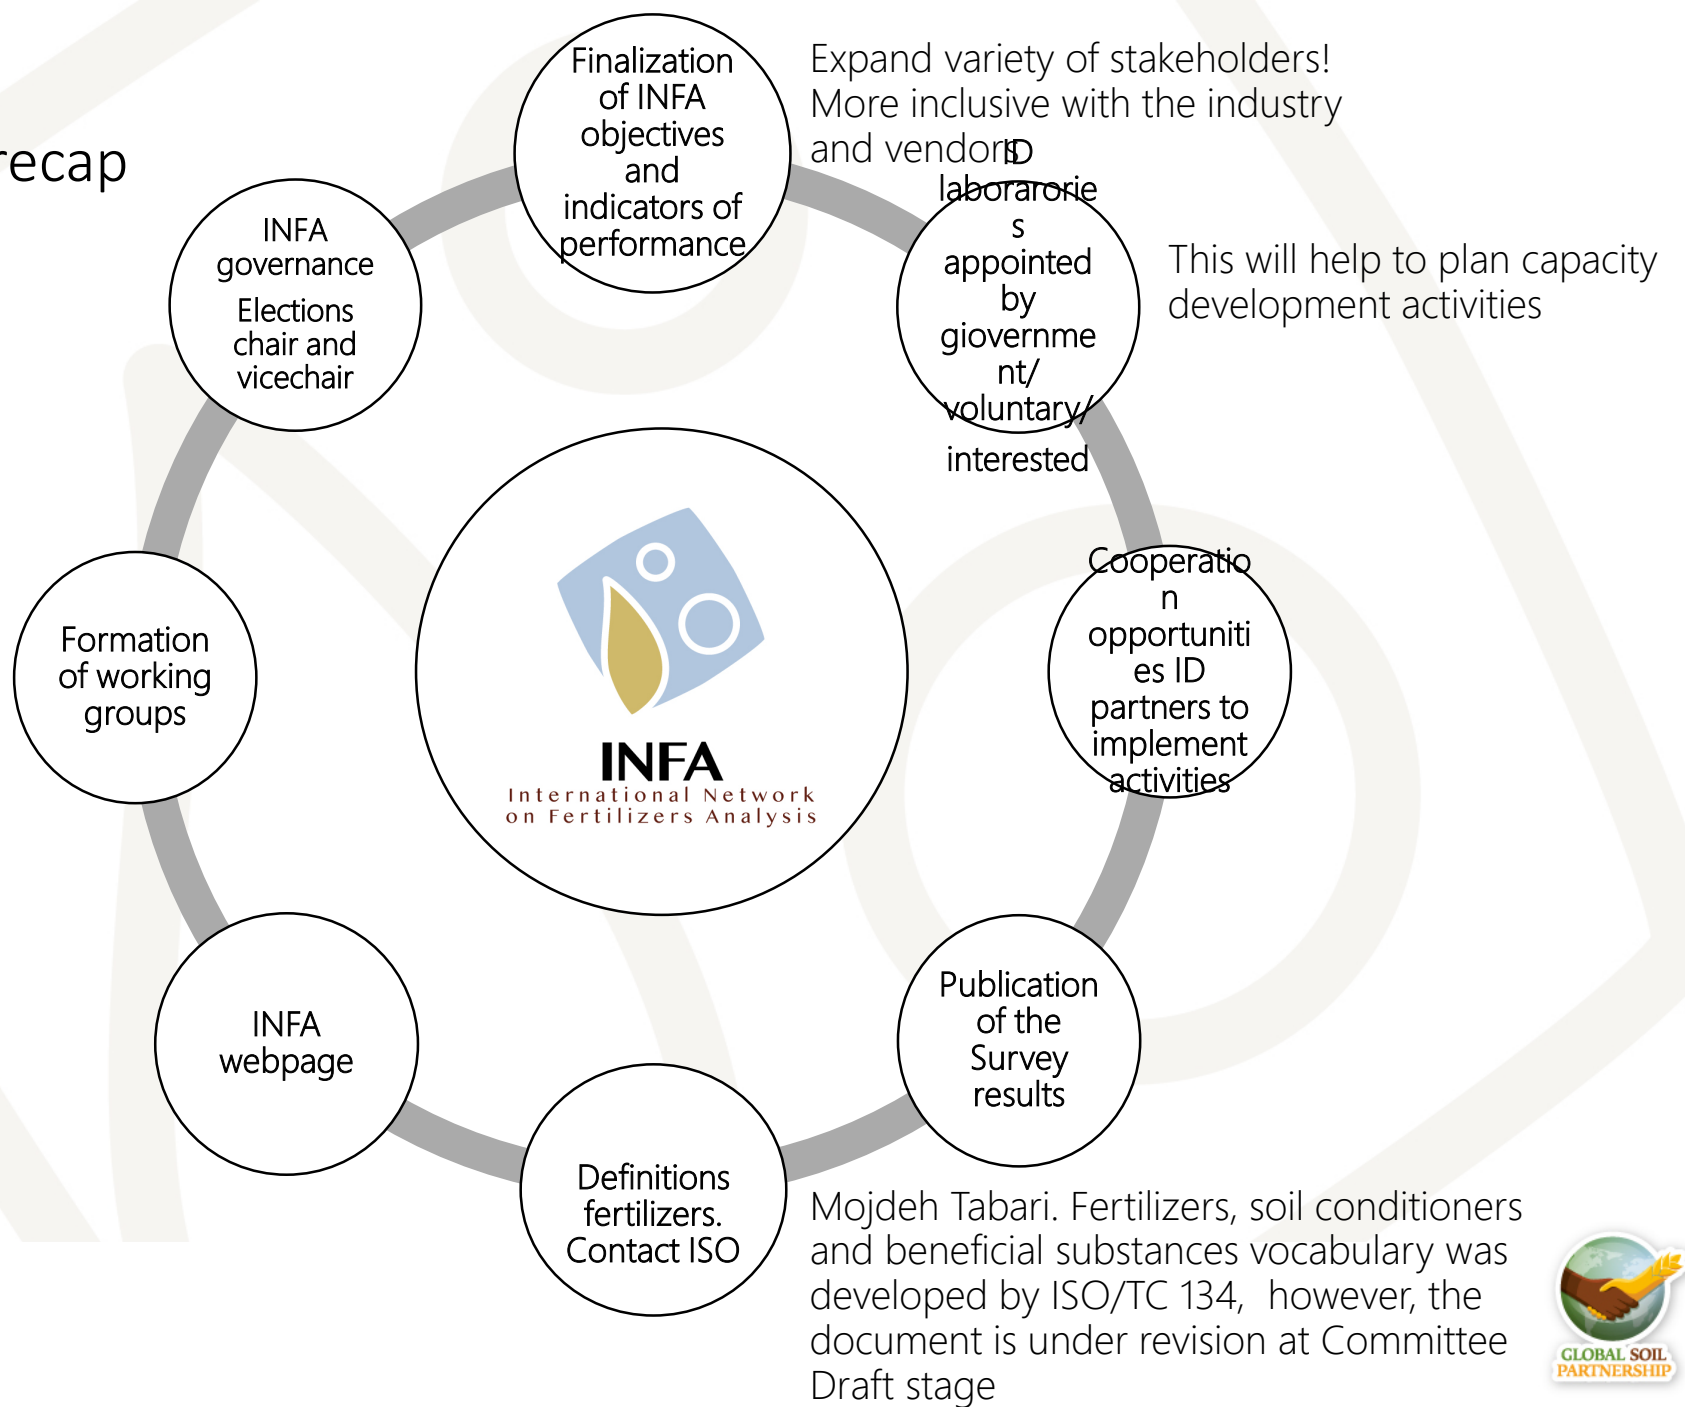 recap
Finalization
of INFA
objectives
and
indicators of
performance
Expand variety of stakeholders!
More inclusive with the industry
and vendors
ID
laborarorie
s
appointed
by
giovernme
nt/
voluntary/
interested
This will help to plan capacity
development activities
Cooperatio
n
opportuniti
es ID
partners to
implement
activities
Publication
of the
Survey
results
Definitions
fertilizers.
Contact ISO
Mojdeh Tabari. Fertilizers, soil conditioners
and beneficial substances vocabulary was
developed by ISO/TC 134,  however, the
document is under revision at Committee
Draft stage
INFA
webpage
Formation
of working
groups
INFA
governance
Elections
chair and
vicechair
INFA
International Network
on Fertilizers Analysis
GLOBAL SOIL
PARTNERSHIP